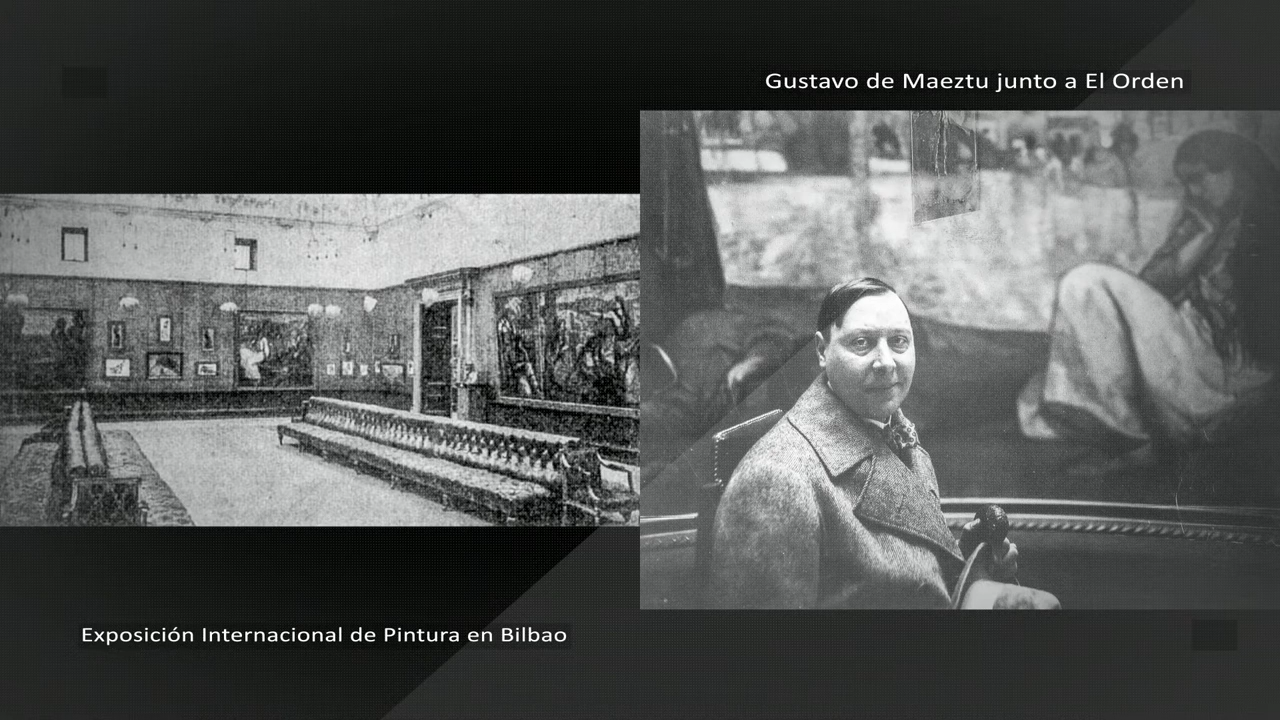 Gustavo de Maeztu junto a El Orden
Exposición Internacional de Pintura en Bilbao